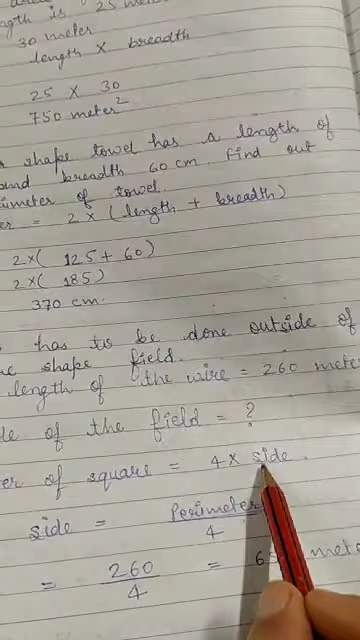 length is 25 meter
30 meter
length × breadth
25 × 30
750 meter²
shape towel has a length of
breadth 60 cm. Find out
of towel.
= 2 × (length + breadth)
2×( 125 + 60)
2×( 185)
370 cm.
has to be done outside of
shape field.
length of the wire = 260 meter
of the field = ?
of square = 4 × side.
side = Perimeter
4
= 260 = 6
4